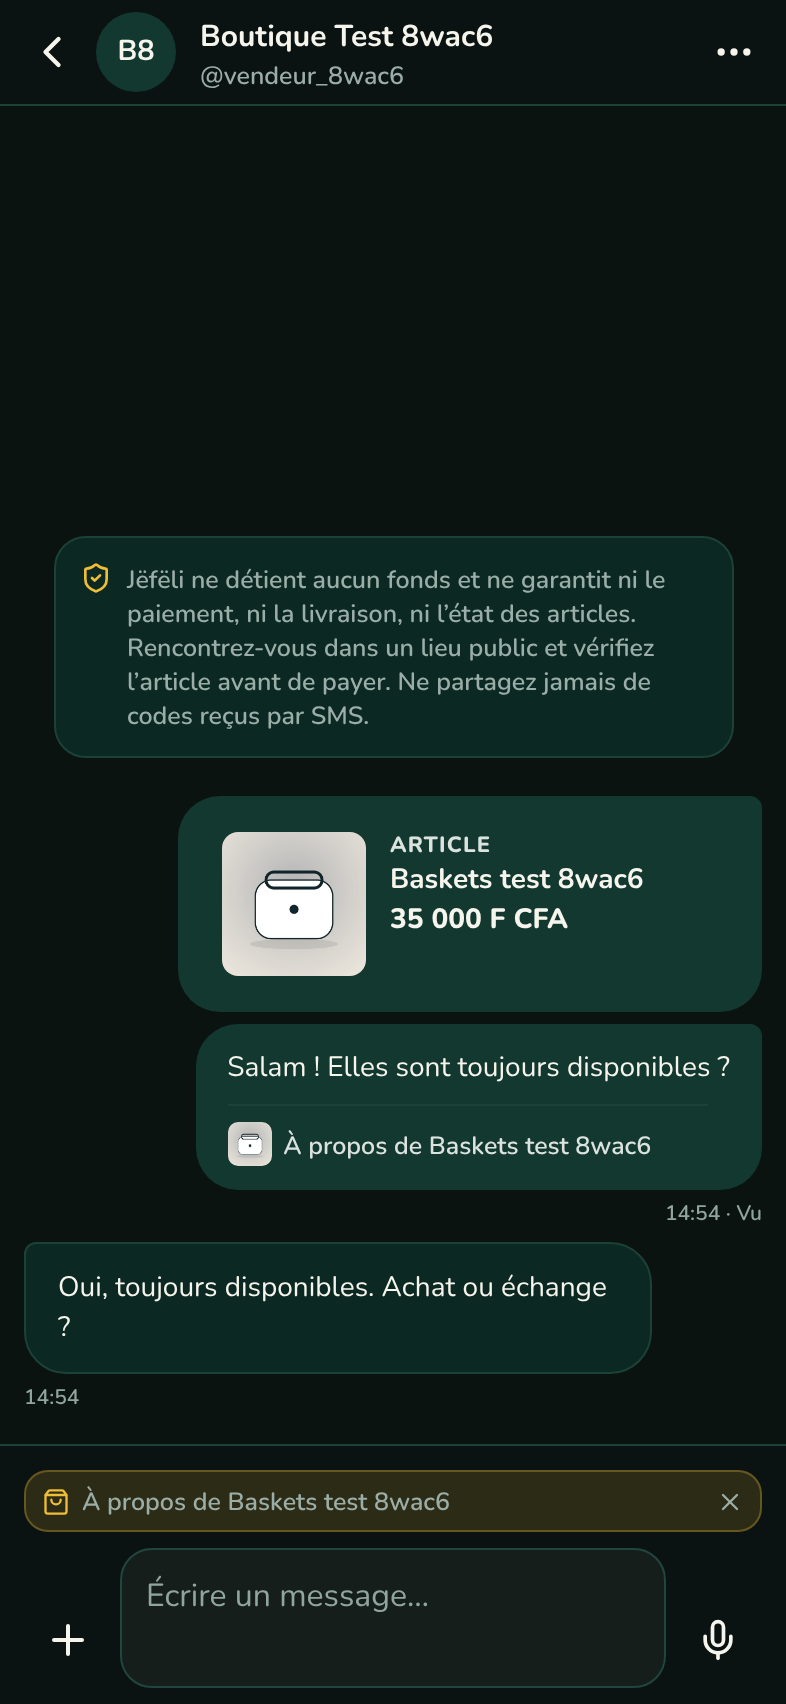 B8
Boutique Test 8wac6
@vendeur_8wac6
Jëfëli ne détient aucun fonds et ne garantit ni le
paiement, ni la livraison, ni l’état des articles.
Rencontrez-vous dans un lieu public et vérifiez
l’article avant de payer. Ne partagez jamais de
codes reçus par SMS.
ARTICLE
Baskets test 8wac6
35 000 F CFA
Salam ! Elles sont toujours disponibles ?
À propos de Baskets test 8wac6
14:54 · Vu
Oui, toujours disponibles. Achat ou échange
?
14:54
À propos de Baskets test 8wac6
Écrire un message...